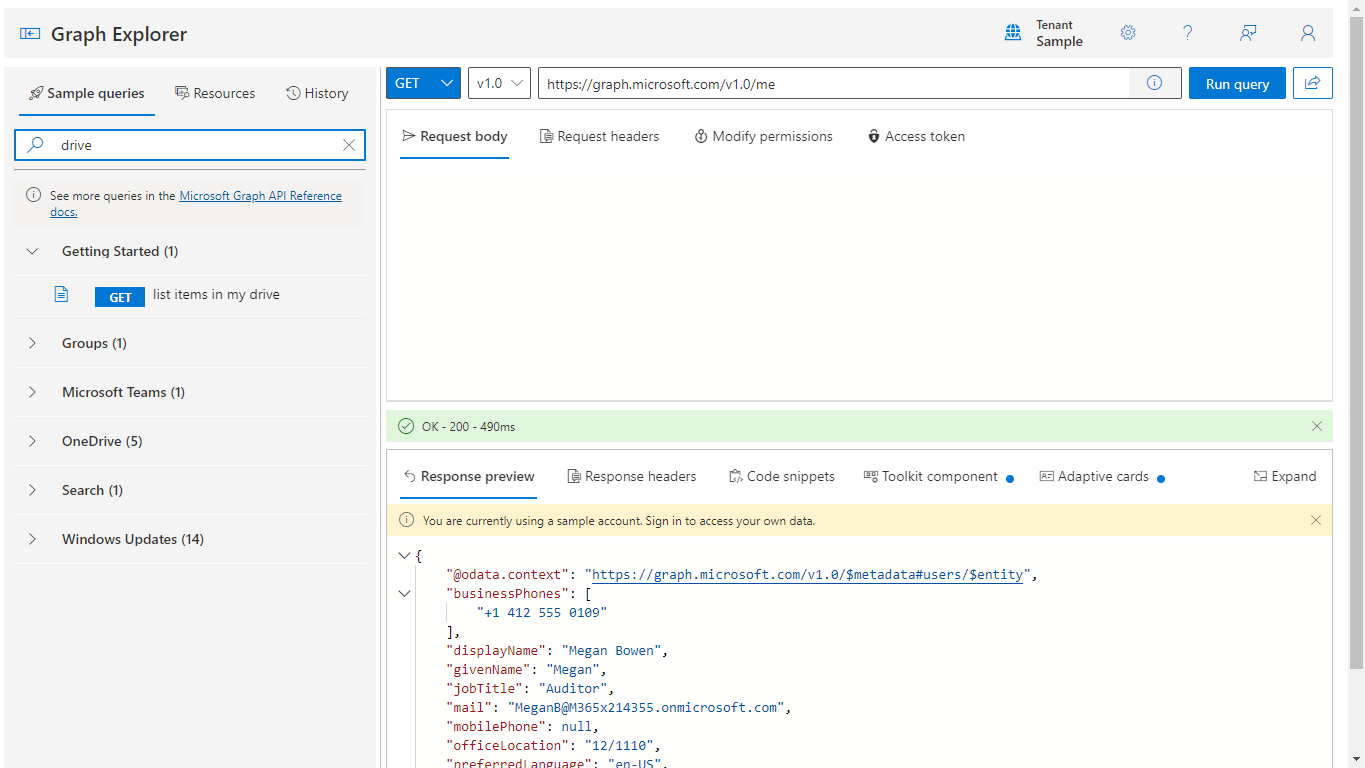 Graph Explorer
Tenant
Sample
Sample queries
Resources
History
drive
See more queries in the Microsoft Graph API Reference
docs.
Getting Started (1)
GET
list items in my drive
Groups (1)
Microsoft Teams (1)
OneDrive (5)
Search (1)
Windows Updates (14)
GET
v1.0
https://graph.microsoft.com/v1.0/me
Run query
Request body
Request headers
Modify permissions
Access token
OK - 200 - 490ms
Response preview
Response headers
Code snippets
Toolkit component
Adaptive cards
Expand
You are currently using a sample account. Sign in to access your own data.
{
"@odata.context": "https://graph.microsoft.com/v1.0/$metadata#users/$entity",
"businessPhones": [
"+1 412 555 0109"
],
"displayName": "Megan Bowen",
"givenName": "Megan",
"jobTitle": "Auditor",
"mail": "MeganB@M365x214355.onmicrosoft.com",
"mobilePhone": null,
"officeLocation": "12/1110",
"preferredLanguage": "en-US",